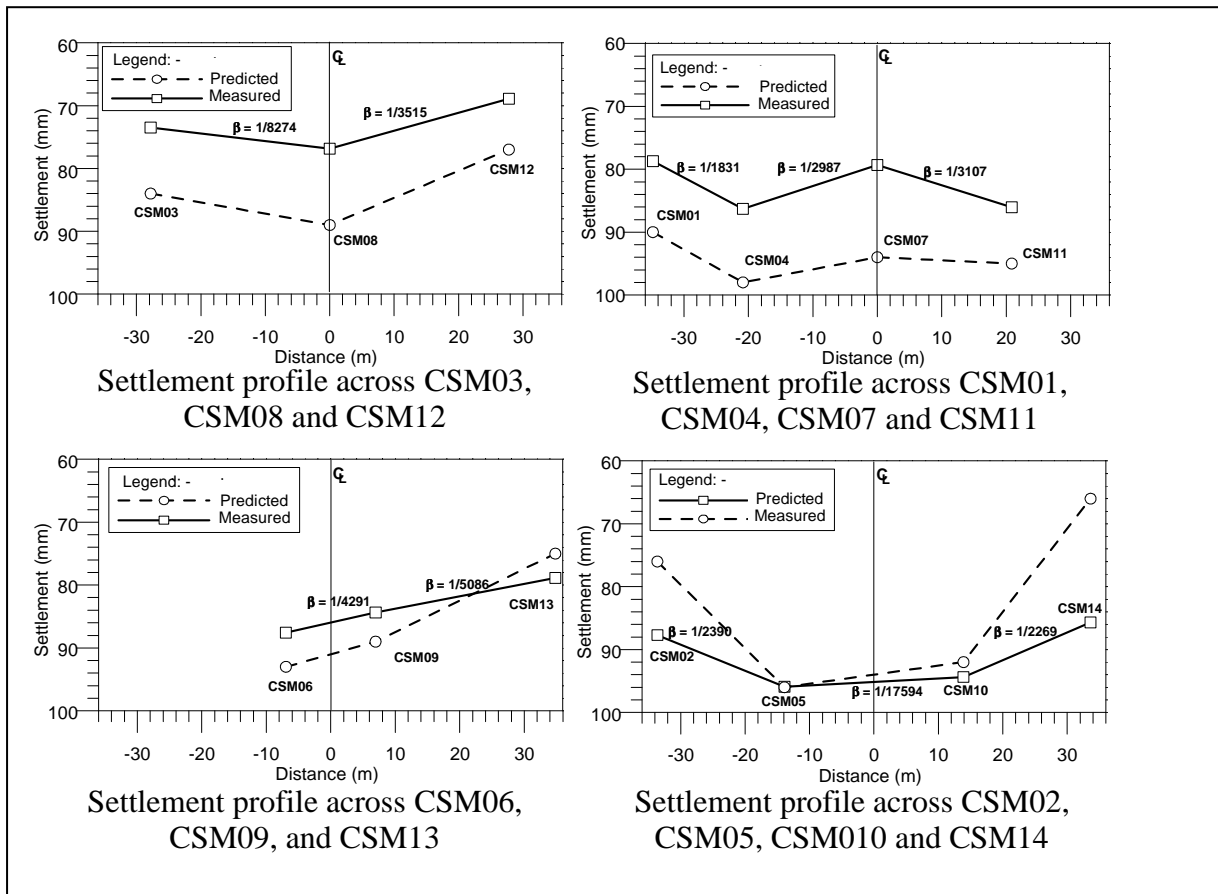 60
70
80
90
100
Settlement (mm)
Legend: -
Predicted
Measured
℄
β = 1/8274
β = 1/3515
CSM03
CSM08
CSM12
-30 -20 -10 0 10 20 30
Distance (m)
Settlement profile across CSM03,
CSM08 and CSM12
60
70
80
90
100
Settlement (mm)
Legend: -
Predicted
Measured
℄
β = 1/1831
β = 1/2987
β = 1/3107
CSM01
CSM04
CSM07
CSM11
-30 -20 -10 0 10 20 30
Distance (m)
Settlement profile across CSM01,
CSM04, CSM07 and CSM11
60
70
80
90
100
Settlement (mm)
Legend: -
Predicted
Measured
℄
β = 1/4291
β = 1/5086
CSM06
CSM09
CSM13
-30 -20 -10 0 10 20 30
Distance (m)
Settlement profile across CSM06,
CSM09, and CSM13
60
70
80
90
100
Settlement (mm)
Legend: -
Predicted
Measured
℄
β = 1/2390
β = 1/17594
β = 1/2269
CSM02
CSM05
CSM10
CSM14
-30 -20 -10 0 10 20 30
Distance (m)
Settlement profile across CSM02,
CSM05, CSM010 and CSM14